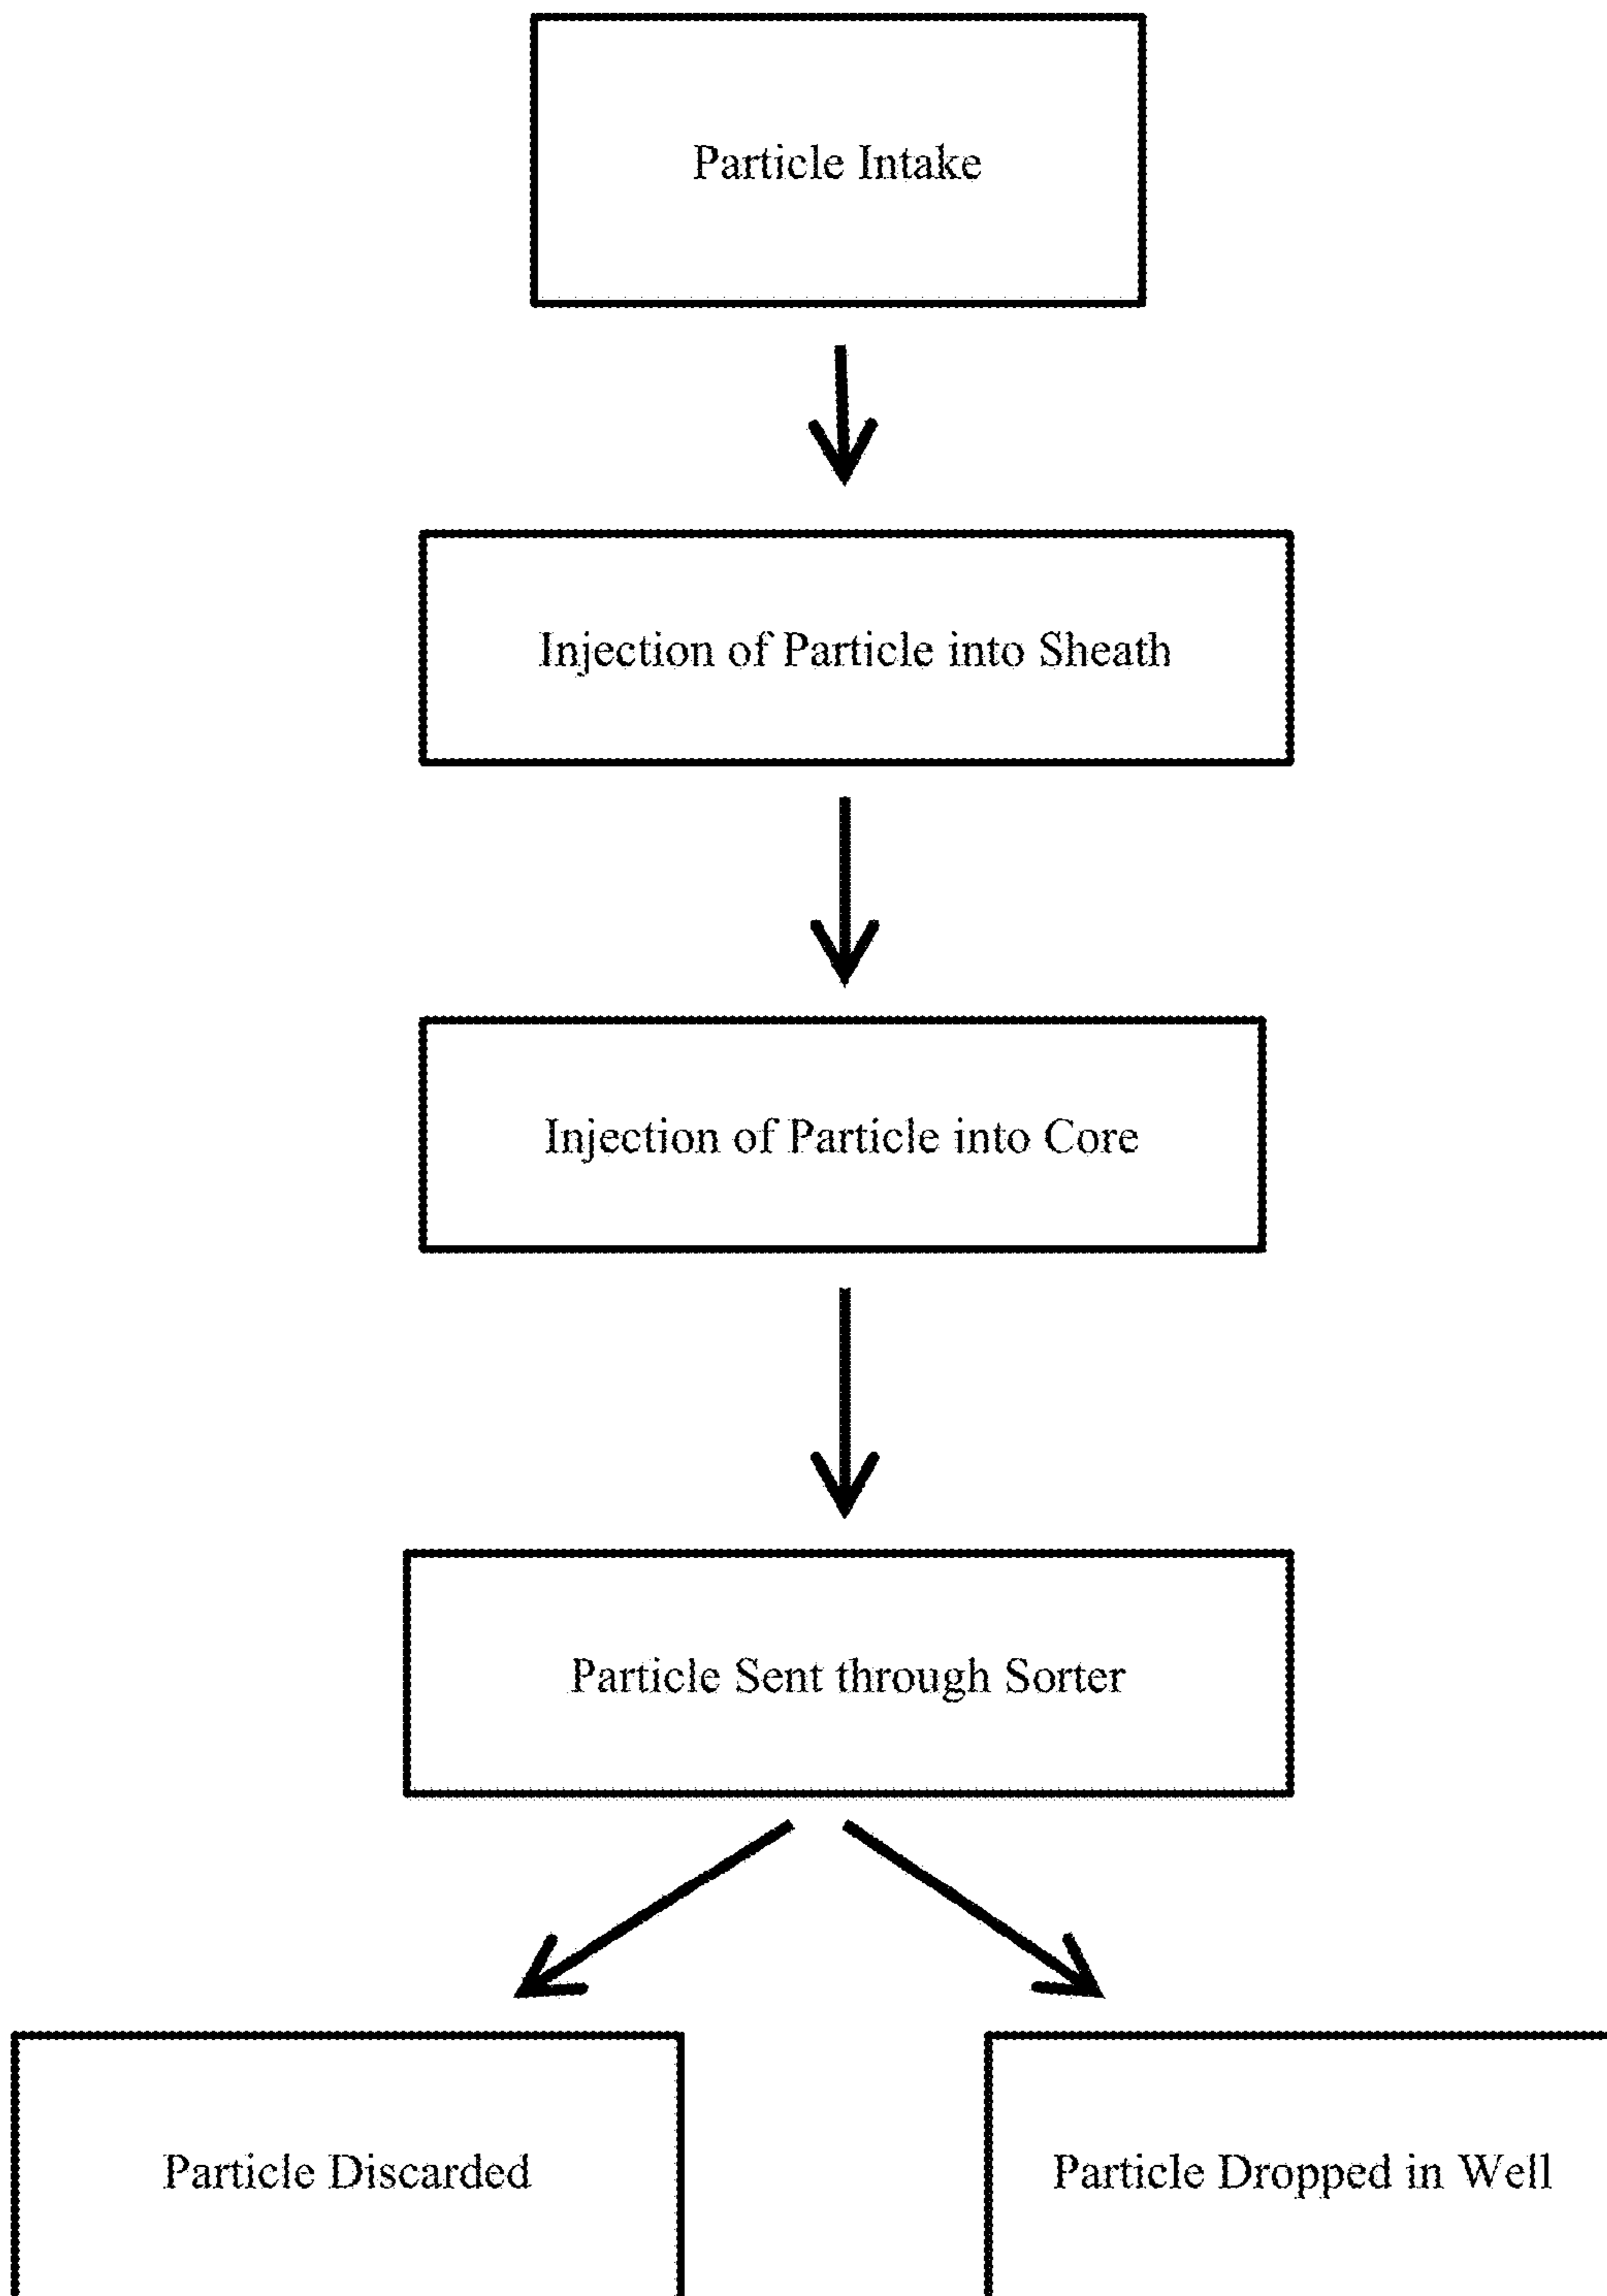 Particle Intake
Injection of Particle into Sheath
Injection of Particle into Core
Particle Sent through Sorter
Particle Discarded
Particle Dropped in Well